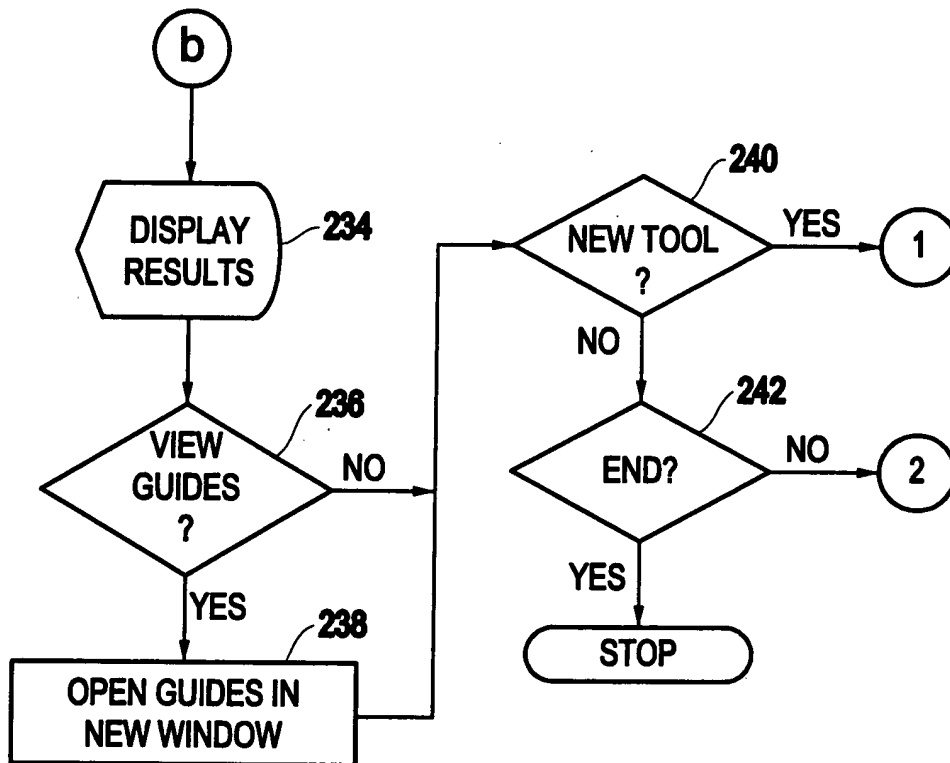 b
DISPLAY
RESULTS
234
VIEW
GUIDES
?
236
NO
YES
238
OPEN GUIDES IN
NEW WINDOW
240
NEW TOOL
?
YES
1
NO
242
END?
NO
2
YES
STOP